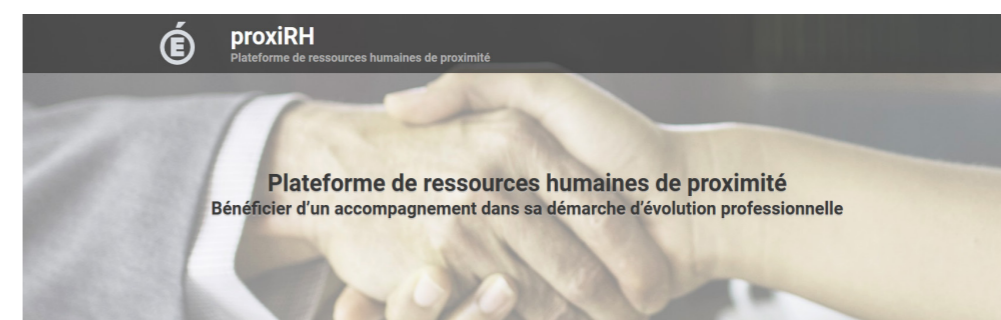 É
proxiRH
Plateforme de ressources humaines de proximité
Plateforme de ressources humaines de proximité
Bénéficier d'un accompagnement dans sa démarche d'évolution professionnelle